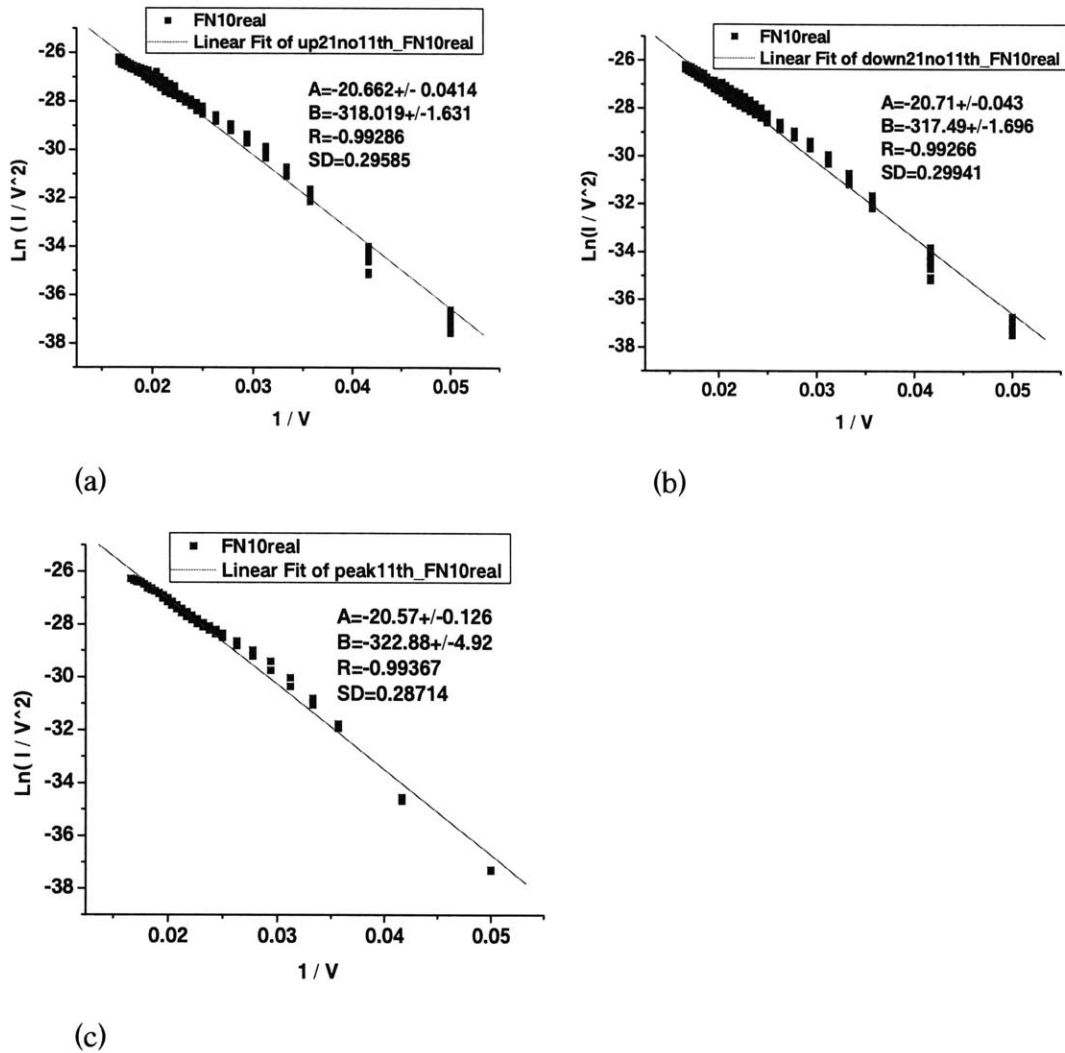 FN10real
Linear Fit of up21no11th_FN10real
A=-20.662+/- 0.0414
B=-318.019+/-1.631
R=-0.99286
SD=0.29585
Ln ( I / V^2 )
-26
-28
-30
-32
-34
-36
-38
0.02
0.03
0.04
0.05
1 / V
(a)
FN10real
Linear Fit of down21no11th_FN10real
A=-20.71+/-0.043
B=-317.49+/-1.696
R=-0.99266
SD=0.29941
Ln(I / V^2)
-26
-28
-30
-32
-34
-36
-38
0.02
0.03
0.04
0.05
1 / V
(b)
FN10real
Linear Fit of peak11th_FN10real
A=-20.57+/-0.126
B=-322.88+/-4.92
R=-0.99367
SD=0.28714
Ln( I / V^2)
-26
-28
-30
-32
-34
-36
-38
0.02
0.03
0.04
0.05
1 / V
(c)